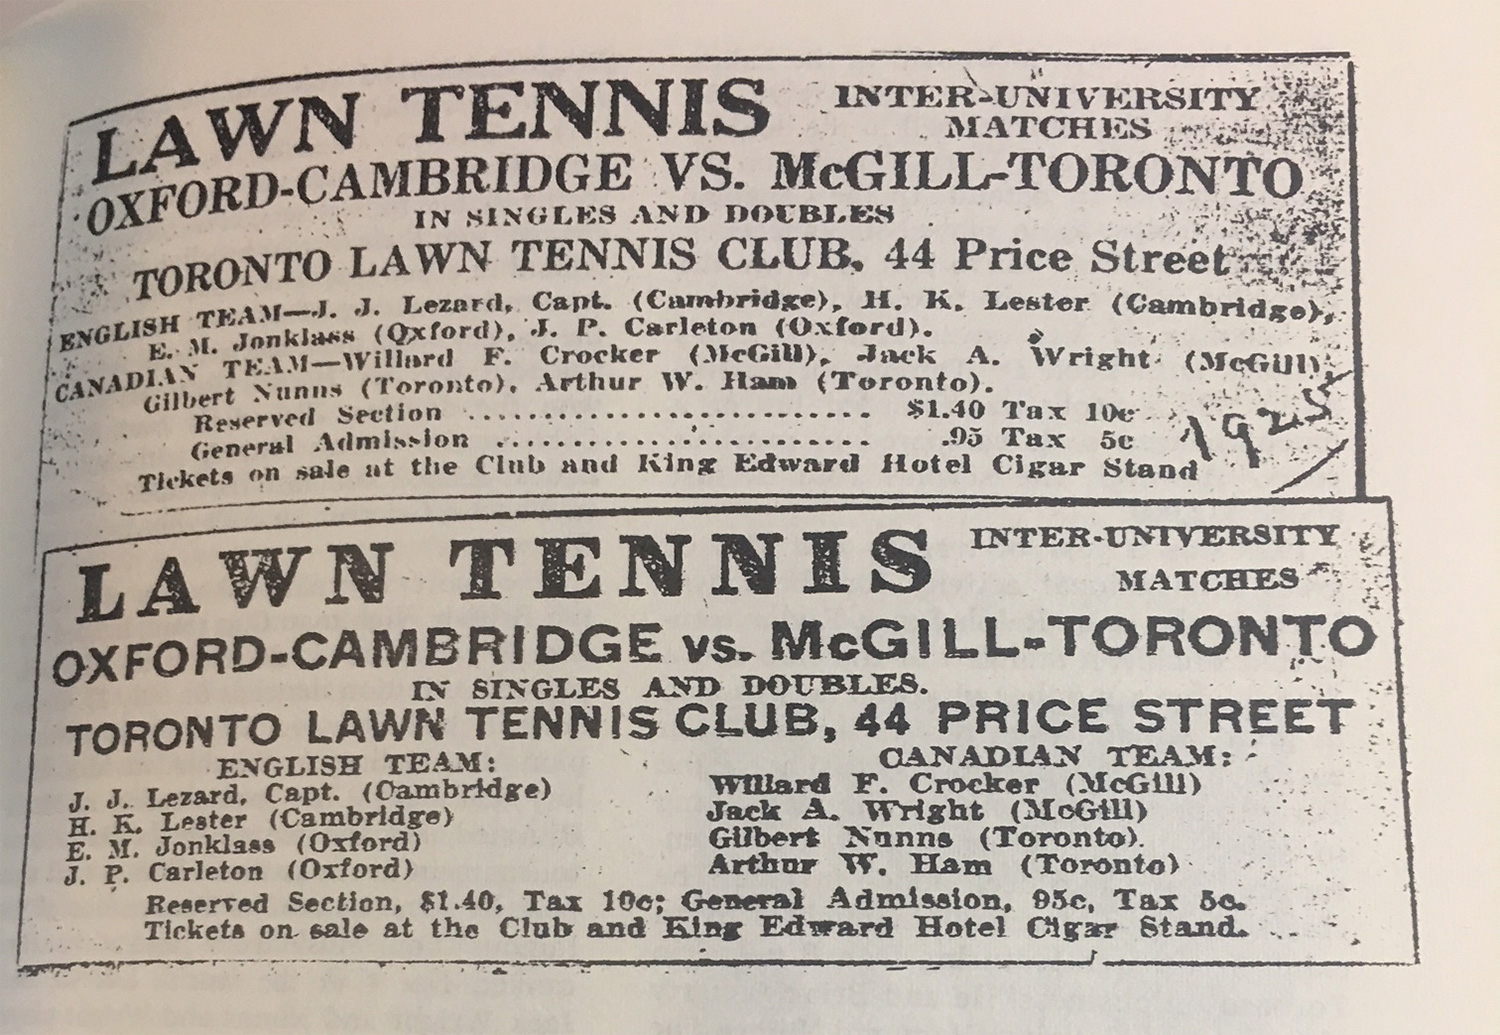 LAWN TENNIS INTER-UNIVERSITY MATCHES
OXFORD-CAMBRIDGE VS. McGILL-TORONTO
IN SINGLES AND DOUBLES
TORONTO LAWN TENNIS CLUB, 44 Price Street
ENGLISH TEAM—J. J. Lezard, Capt. (Cambridge), H. K. Lester (Cambridge),
E. M. Jonklass (Oxford), J. P. Carleton (Oxford).
CANADIAN TEAM—Willard F. Crocker (McGill), Jack A. Wright (McGill),
Gilbert Nunns (Toronto), Arthur W. Ham (Toronto).
Reserved Section ............................ $1.40 Tax 10c
General Admission .......................... .95 Tax 5c
1925
Tickets on sale at the Club and King Edward Hotel Cigar Stand
LAWN TENNIS INTER-UNIVERSITY MATCHES
OXFORD-CAMBRIDGE vs. McGILL-TORONTO
IN SINGLES AND DOUBLES.
TORONTO LAWN TENNIS CLUB, 44 PRICE STREET
ENGLISH TEAM:
J. J. Lezard, Capt. (Cambridge)
H. K. Lester (Cambridge)
E. M. Jonklass (Oxford)
J. P. Carleton (Oxford)
CANADIAN TEAM:
Willard F. Crocker (McGill)
Jack A. Wright (McGill)
Gilbert Nunns (Toronto).
Arthur W. Ham (Toronto)
Reserved Section, $1.40, Tax 10c; General Admission, 95c, Tax 5c.
Tickets on sale at the Club and King Edward Hotel Cigar Stand.